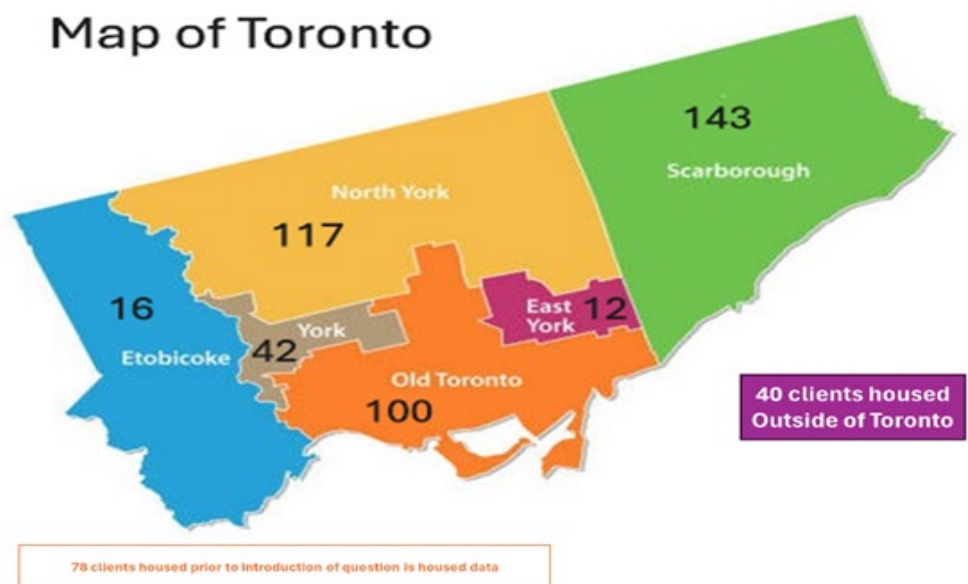 Map of Toronto
143
Scarborough
North York
117
16
Etobicoke
York
42
East
York
12
Old Toronto
100
40 clients housed
Outside of Toronto
78 clients housed prior to introduction of question is housed data